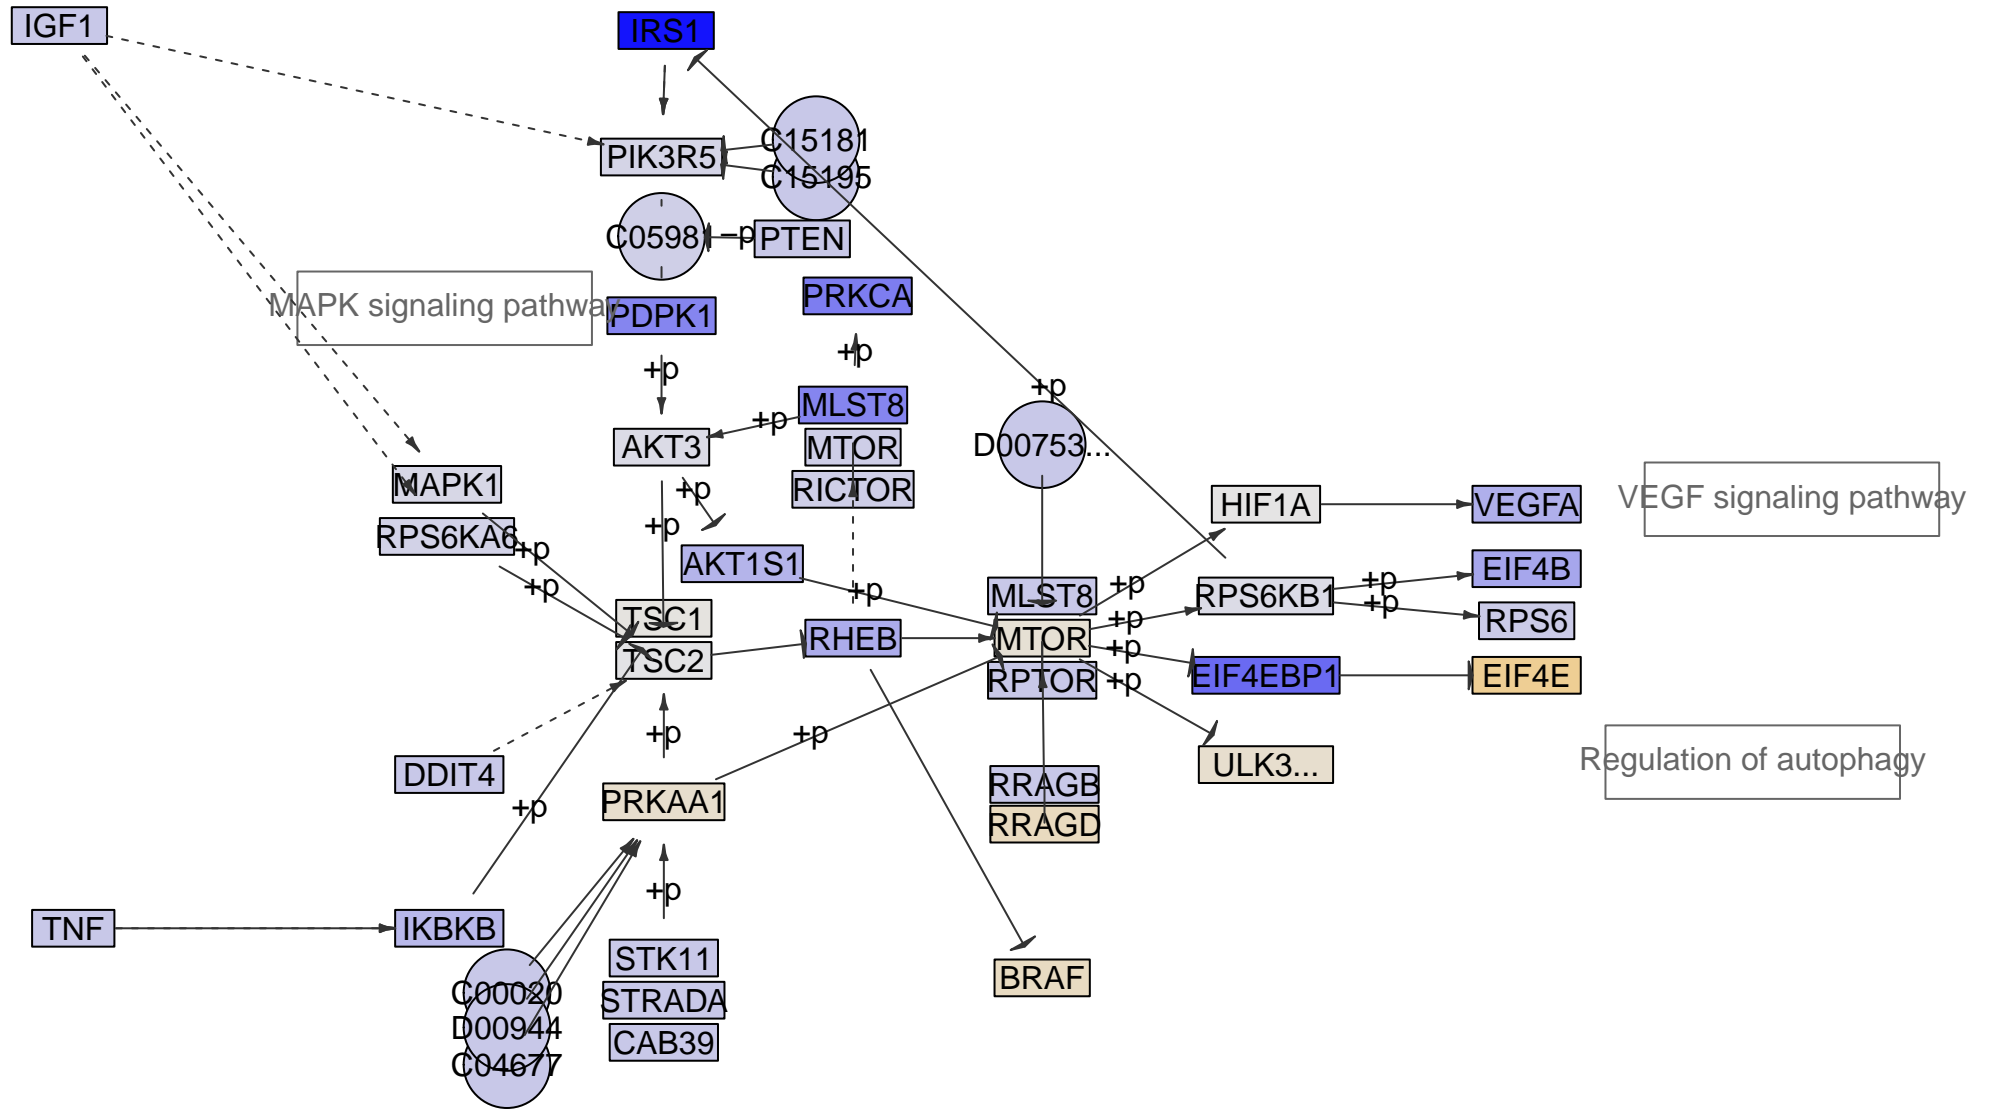 IGF1
IRS1
C15181
PIK3R5
C15195
C0598
–p
PTEN
PRKCA
MAPK signaling pathway
PDPK1
+p
+p
+p
MLST8
+p
AKT3
MTOR
D00753...
MAPK1
RICTOR
+p
HIF1A
VEGFA
VEGF signaling pathway
+p
RPS6KA6
+p
AKT1S1
EIF4B
+p
+p
+p
+p
MLST8
RPS6KB1
+p
TSC1
+p
RPS6
RHEB
MTOR
+p
TSC2
RPTOR
+p
EIF4EBP1
EIF4E
+p
+p
DDIT4
ULK3...
Regulation of autophagy
RRAGB
PRKAA1
+p
RRAGD
+p
TNF
IKBKB
STK11
BRAF
C00020
STRADA
D00944
CAB39
C04677